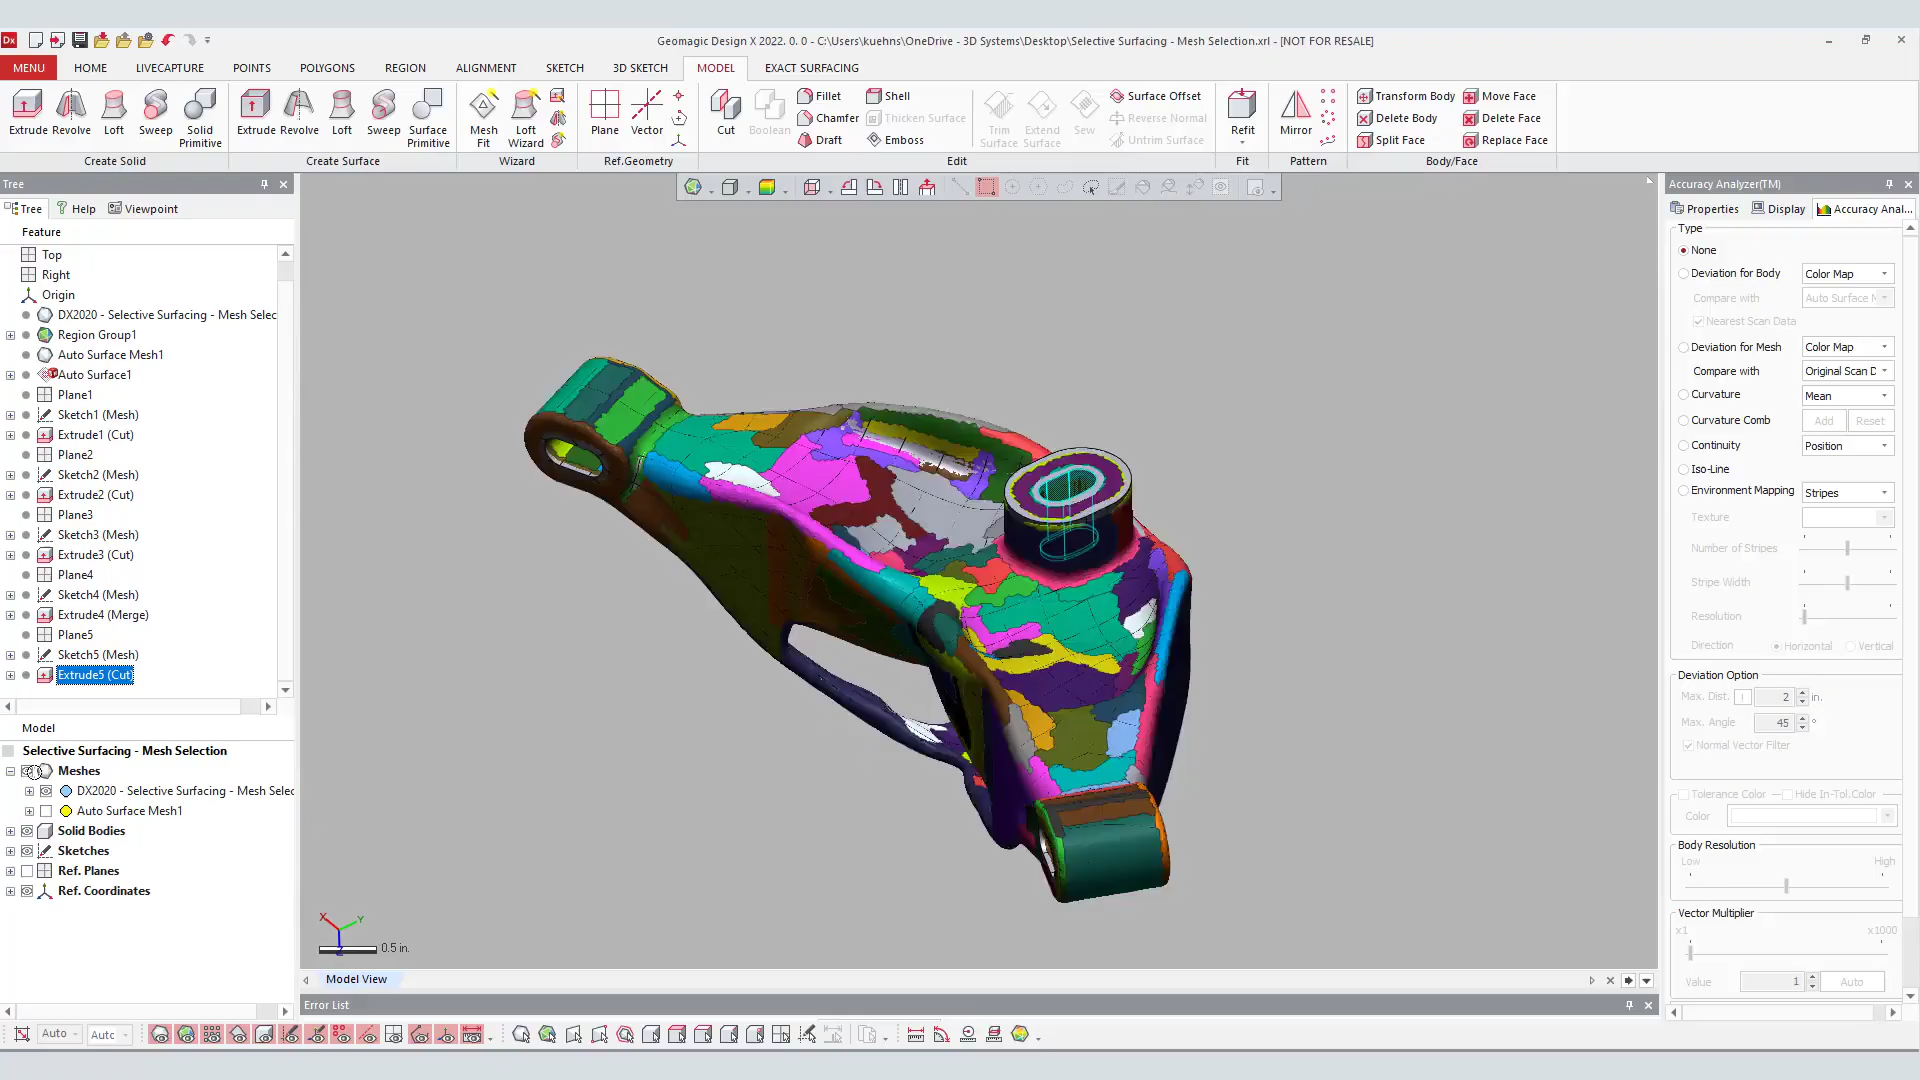 Dx
Geomagic Design X 2022. 0. 0 - C:\Users\kuehns\OneDrive - 3D Systems\Desktop\Selective Surfacing - Mesh Selection.xrl - [NOT FOR RESALE]
MENU HOME LIVECAPTURE POINTS POLYGONS REGION ALIGNMENT SKETCH 3D SKETCH MODEL EXACT SURFACING
Extrude Revolve Loft Sweep Solid Primitive
Create Solid
Extrude Revolve Loft Sweep Surface Primitive
Create Surface
Mesh Fit Loft Wizard
Wizard
Plane Vector
Ref.Geometry
Cut Boolean
Fillet Shell
Chamfer Thicken Surface
Draft Emboss
Trim Surface Extend Surface Sew
Surface Offset
Reverse Normal
Untrim Surface
Edit
Refit
Fit
Mirror
Pattern
Transform Body Move Face
Delete Body Delete Face
Split Face Replace Face
Body/Face
Tree
Tree Help Viewpoint
Feature
Top
Right
Origin
DX2020 - Selective Surfacing - Mesh Selec
Region Group1
Auto Surface Mesh1
Auto Surface1
Plane1
Sketch1 (Mesh)
Extrude1 (Cut)
Plane2
Sketch2 (Mesh)
Extrude2 (Cut)
Plane3
Sketch3 (Mesh)
Extrude3 (Cut)
Plane4
Sketch4 (Mesh)
Extrude4 (Merge)
Plane5
Sketch5 (Mesh)
Extrude5 (Cut)
Model
Selective Surfacing - Mesh Selection
Meshes
DX2020 - Selective Surfacing - Mesh Selec
Auto Surface Mesh1
Solid Bodies
Sketches
Ref. Planes
Ref. Coordinates
X Y Z
0.5 in.
Model View
Error List
Auto Autc
Accuracy Analyzer(TM)
Properties Display Accuracy Anal...
Type
None
Deviation for Body Color Map
Compare with Auto Surface M
Nearest Scan Data
Deviation for Mesh Color Map
Compare with Original Scan D
Curvature Mean
Curvature Comb Add Reset
Continuity Position
Iso-Line
Environment Mapping Stripes
Texture
Number of Stripes
Stripe Width
Resolution
Direction Horizontal Vertical
Deviation Option
Max. Dist. 2 in.
Max. Angle 45 °
Normal Vector Filter
Tolerance Color Hide In-Tol.Color
Color
Body Resolution
Low High
Vector Multiplier
x1 x1000
Value 1 Auto